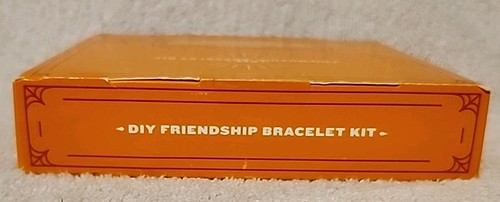 DIY FRIENDSHIP BRACELET KIT